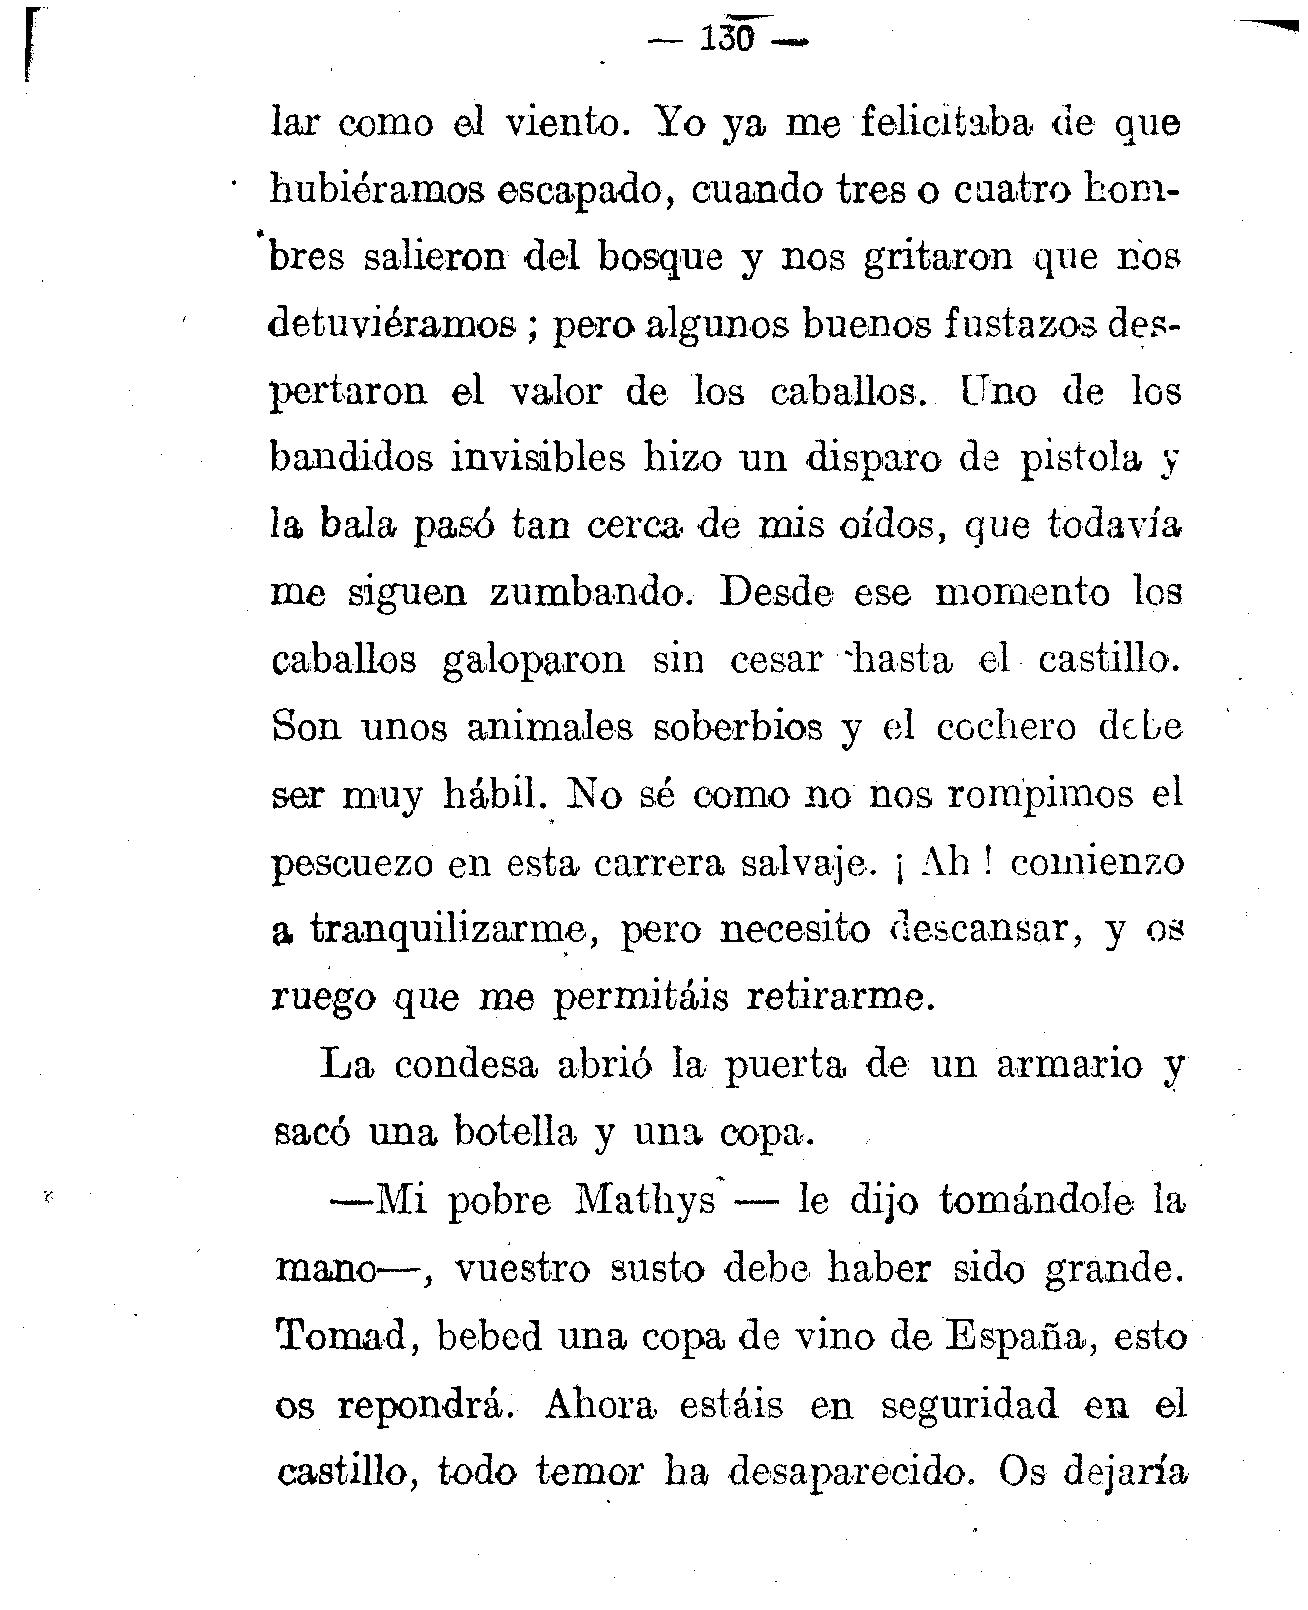 — 130 —
lar como el viento. Yo ya me felicitaba de que
hubiéramos escapado, cuando tres o cuatro hom-
bres salieron del bosque y nos gritaron que nos
detuviéramos ; pero algunos buenos fustazos des-
pertaron el valor de los caballos. Uno de los
bandidos invisibles hizo un disparo de pistola y
la bala pasó tan cerca de mis oídos, que todavía
me siguen zumbando. Desde ese momento los
caballos galoparon sin cesar hasta el castillo.
Son unos animales soberbios y el cochero debe
ser muy hábil. No sé como no nos rompimos el
pescuezo en esta carrera salvaje. ¡ Ah ! comienzo
a tranquilizarme, pero necesito descansar, y os
ruego que me permitáis retirarme.
La condesa abrió la puerta de un armario y
sacó una botella y una copa.
—Mi pobre Mathys — le dijo tomándole la
mano—, vuestro susto debe haber sido grande.
Tomad, bebed una copa de vino de España, esto
os repondrá. Ahora estáis en seguridad en el
castillo, todo temor ha desaparecido. Os dejaría